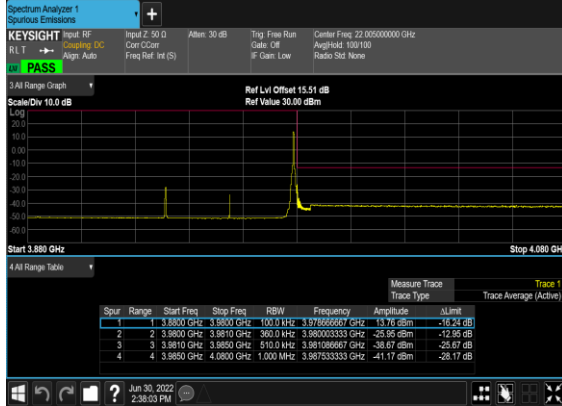 Spectrum Analyzer 1
Spurious Emissions
KEYSIGHT Input: RF Input Z: 50 Ω Atten: 30 dB Trig: Free Run Center Freq: 22.005000000 GHz
RLT Coupling: DC Corr CCorr Gate: Off Avg|Hold: 100/100
Align: Auto Freq Ref: Int (S) IF Gain: Low Radio Std: None
PASS
3 All Range Graph Ref Lvl Offset 15.51 dB
Scale/Div 10.0 dB Ref Value 30.00 dBm
Log
20.0
10.0
0.00
-10.0
-20.0
-30.0
-40.0
-50.0
-60.0
Start 3.880 GHz Stop 4.080 GH
4 All Range Table
Measure Trace Trace 1
Trace Type Trace Average (Active)
Spur Range Start Freq Stop Freq RBW Frequency Amplitude ΔLimit
1 1 3.8800 GHz 3.9800 GHz 100.0 kHz 3.978666667 GHz 13.76 dBm -16.24 dB
2 2 3.9800 GHz 3.9810 GHz 360.0 kHz 3.980003333 GHz -25.95 dBm -12.95 dB
3 3 3.9810 GHz 3.9850 GHz 510.0 kHz 3.981086667 GHz -38.67 dBm -25.67 dB
4 4 3.9850 GHz 4.0800 GHz 1.000 MHz 3.987533333 GHz -41.17 dBm -28.17 dB
Jun 30, 2022
2:38:03 PM